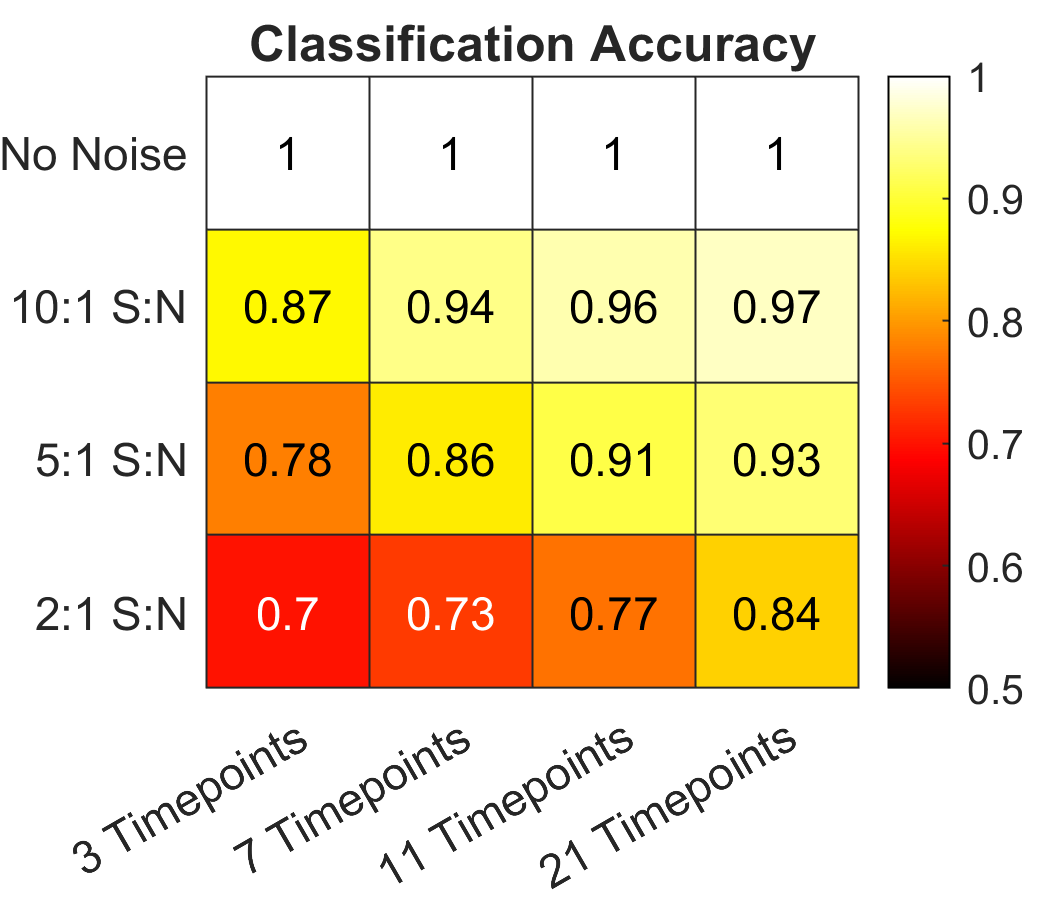 Classification Accuracy
No Noise 1 1 1 1
10:1 S:N 0.87 0.94 0.96 0.97
5:1 S:N 0.78 0.86 0.91 0.93
2:1 S:N 0.7 0.73 0.77 0.84
3 Timepoints 7 Timepoints 11 Timepoints 21 Timepoints
1
0.9
0.8
0.7
0.6
0.5